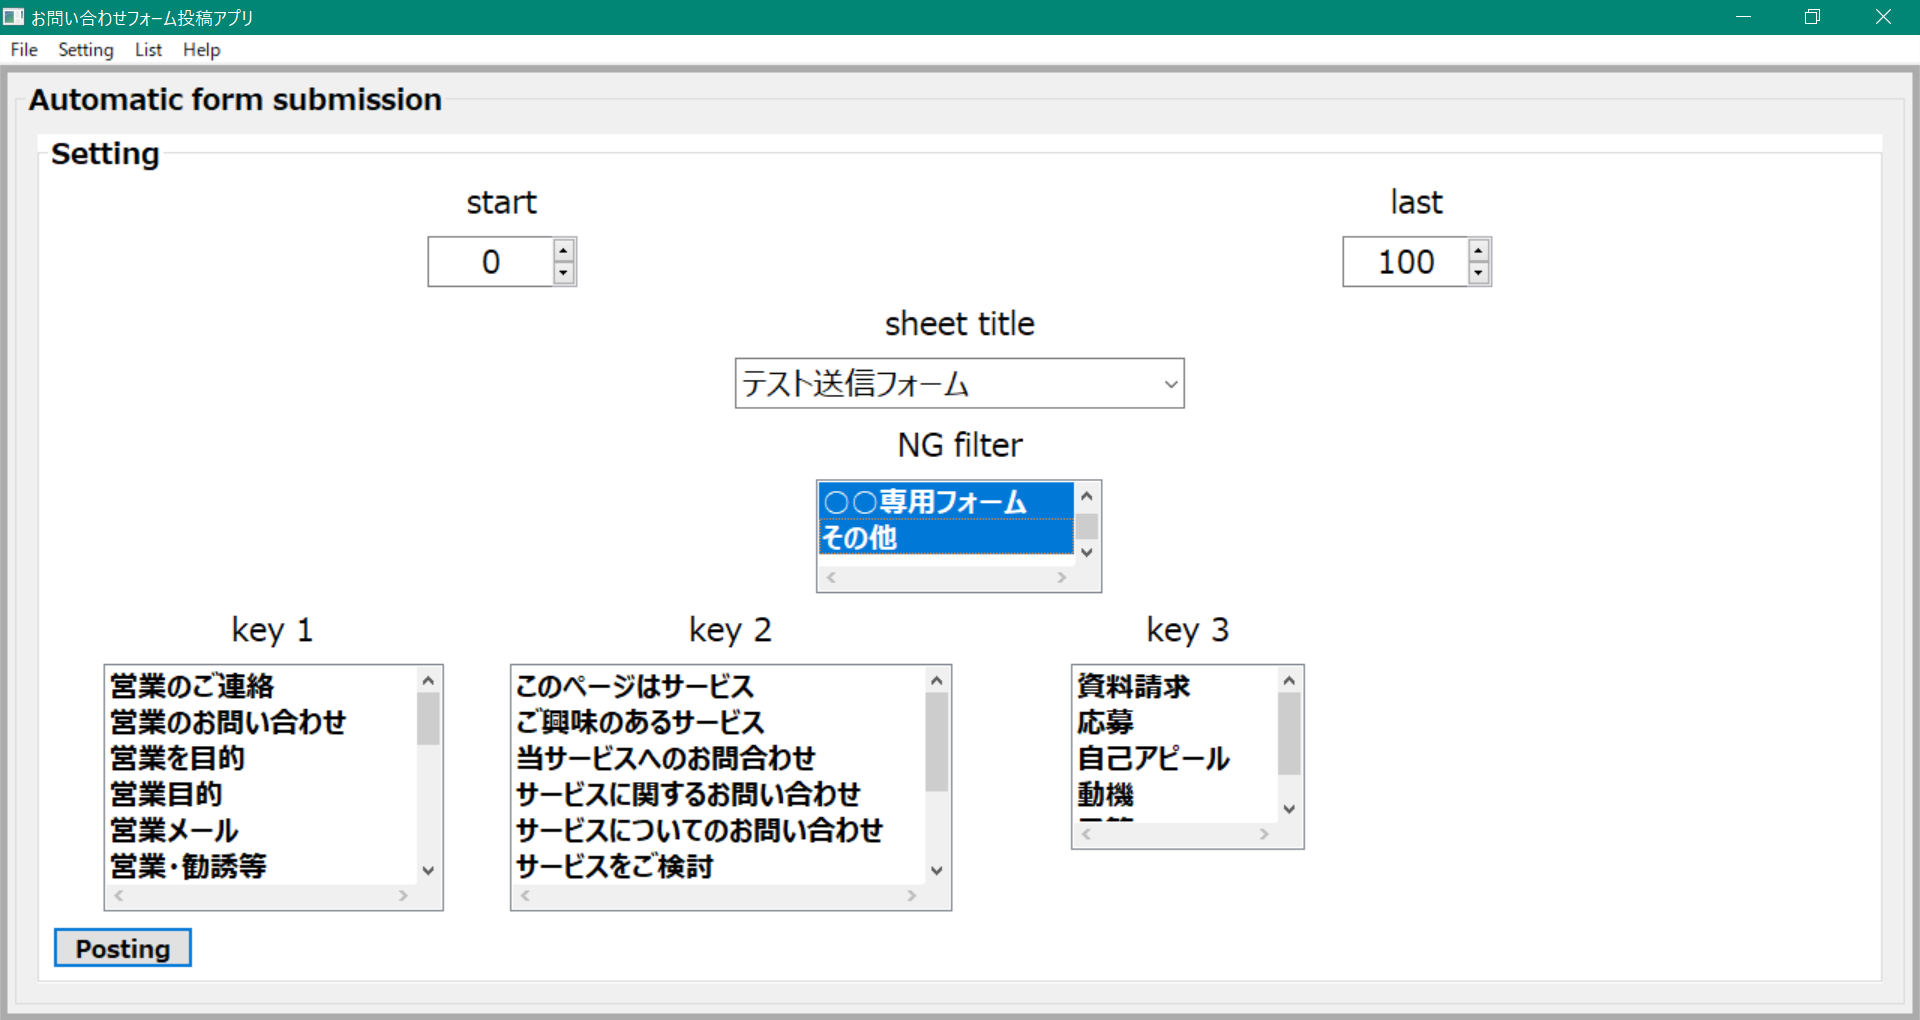 お問い合わせフォーム投稿アプリ
File Setting List Help
Automatic form submission
Setting
start
last
0
100
sheet title
テスト送信フォーム
NG filter
○○専用フォーム
その他
key 1
key 2
key 3
営業のご連絡
営業のお問い合わせ
営業を目的
営業目的
営業メール
営業・勧誘等
このページはサービス
ご興味のあるサービス
当サービスへのお問合わせ
サービスに関するお問い合わせ
サービスについてのお問い合わせ
サービスをご検討
資料請求
応募
自己アピール
動機
Posting